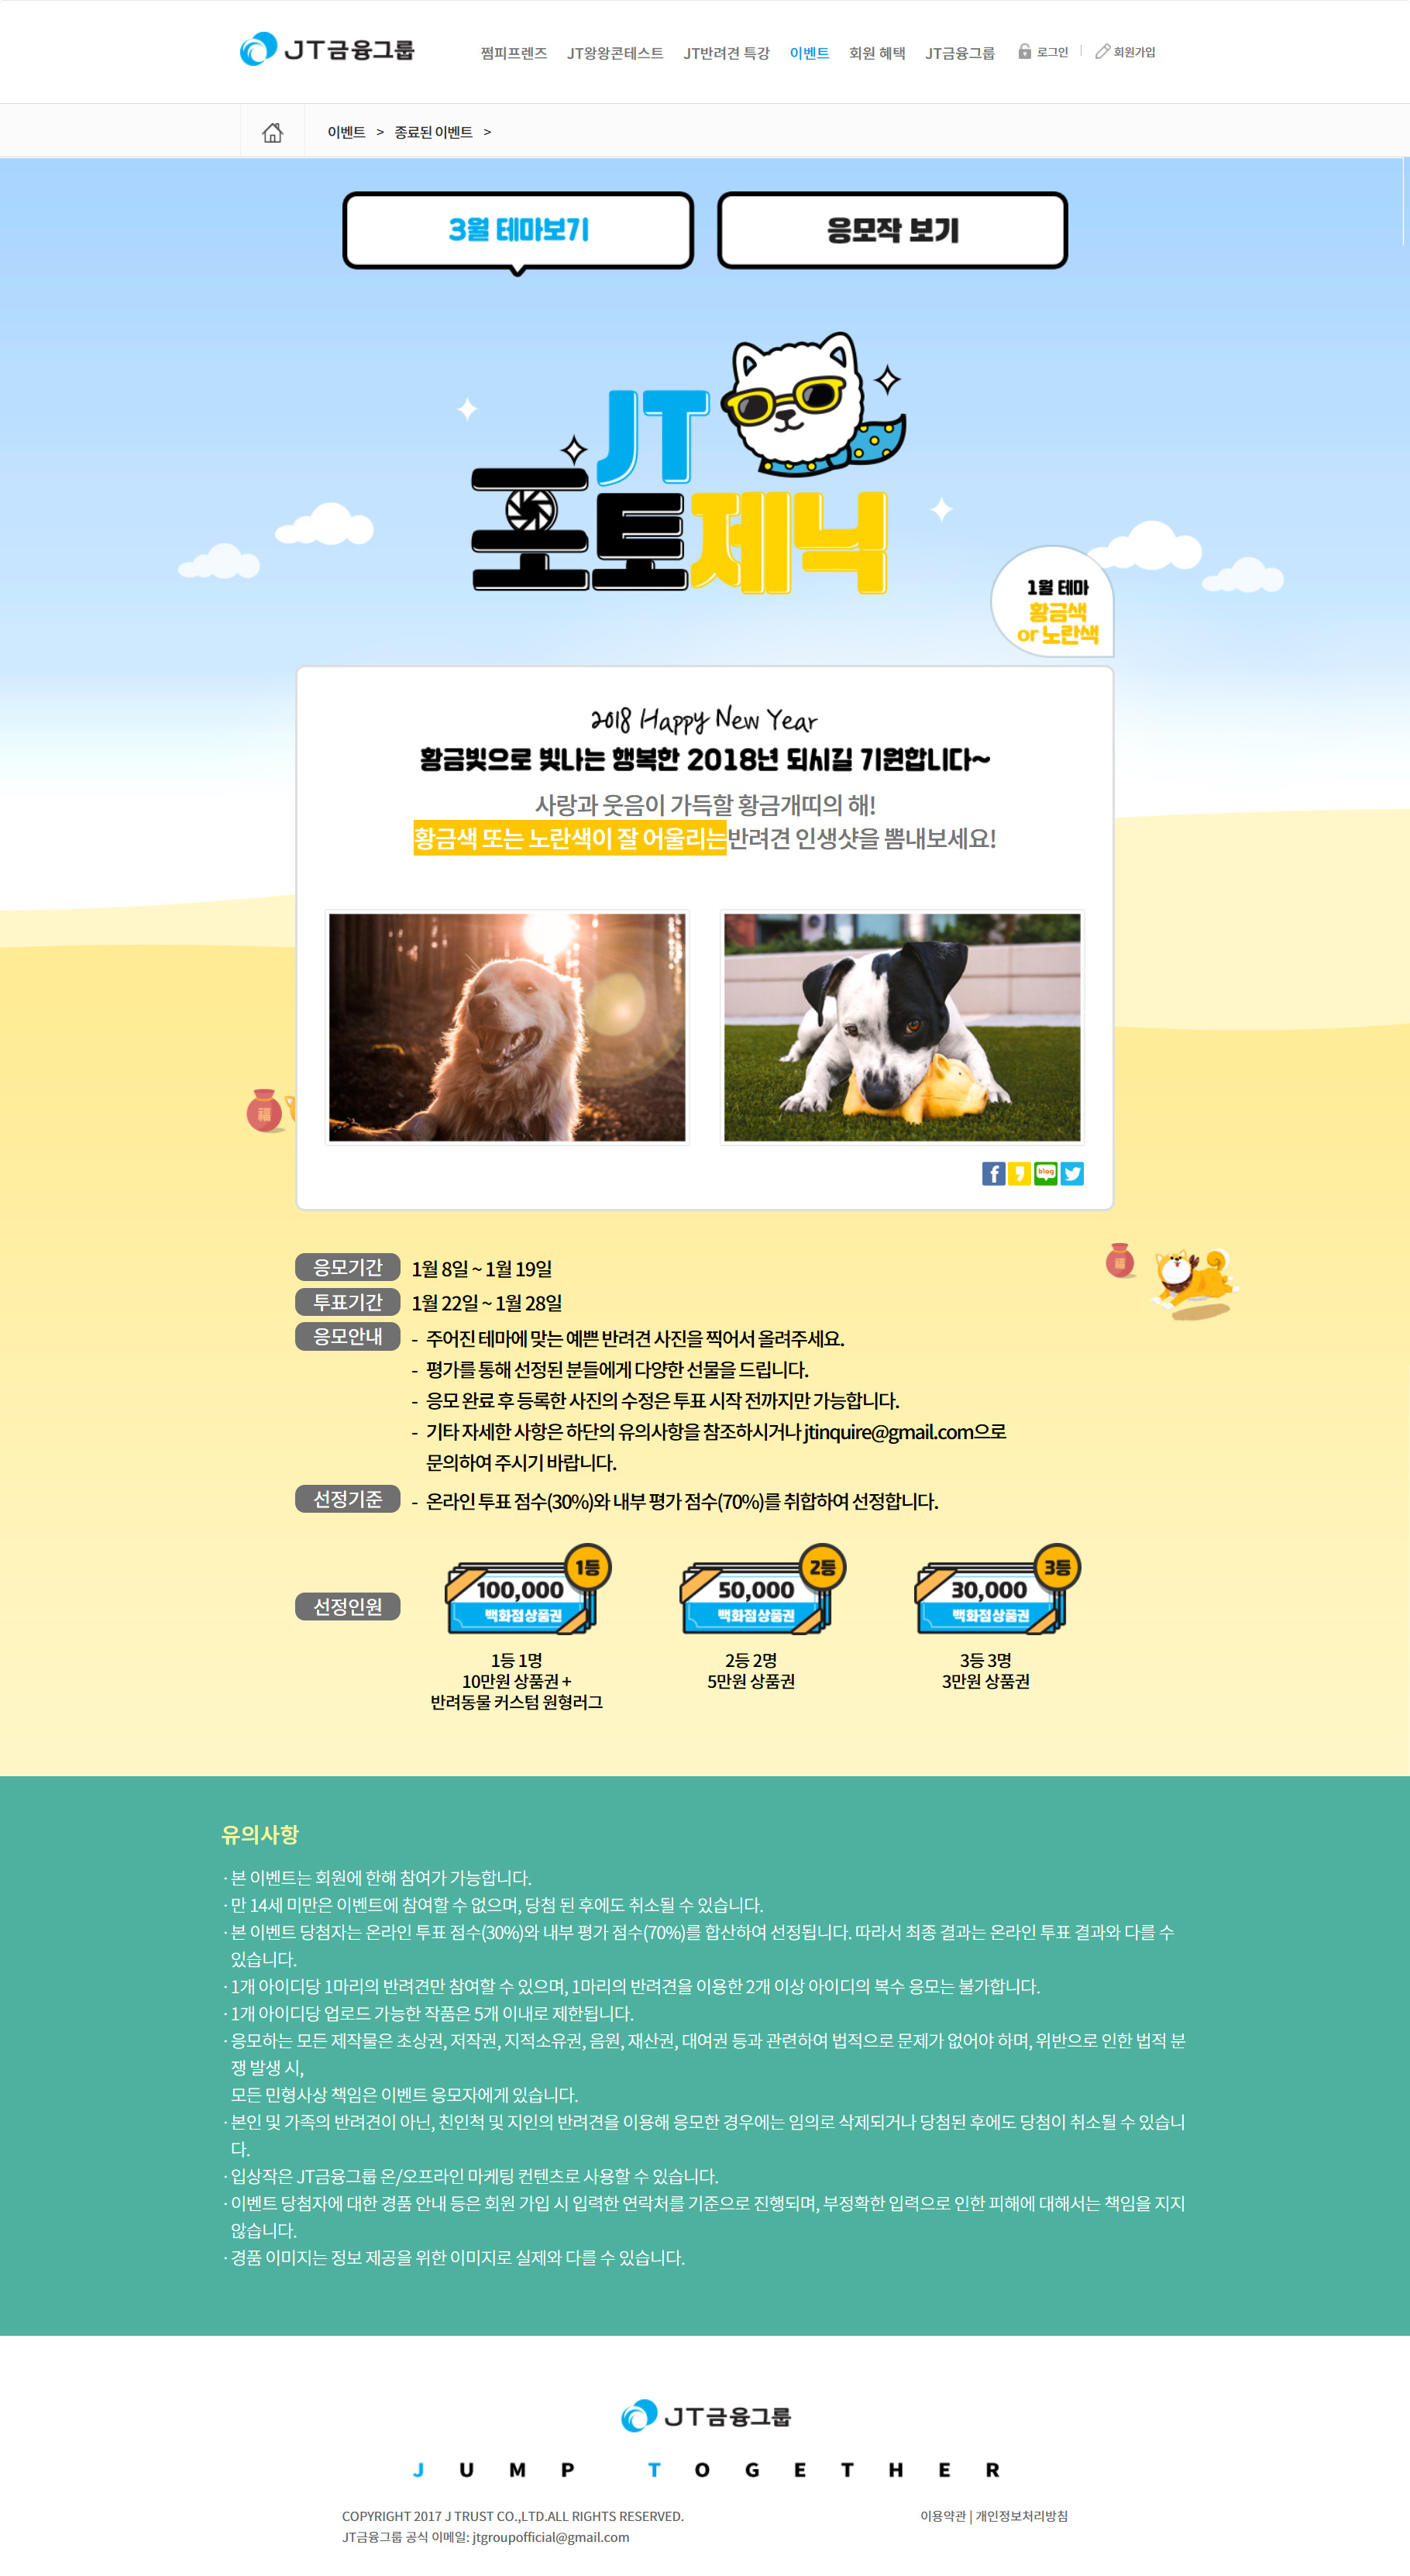 JT금융그룹
쩜피프렌즈 JT왕왕콘테스트 JT반려견 특강 이벤트 회원 혜택 JT금융그룹 로그인 회원가입
이벤트 > 종료된 이벤트 >
3월 테마보기
응모작 보기
JT
포토제닉
1월 테마
황금색
or 노란색
2018 Happy New Year
황금빛으로 빛나는 행복한 2018년 되시길 기원합니다~
사랑과 웃음이 가득할 황금개띠의 해!
황금색 또는 노란색이 잘 어울리는반려견 인생샷을 뽐내보세요!
福
blog
응모기간 1월 8일 ~ 1월 19일
福
투표기간 1월 22일 ~ 1월 28일
응모안내 - 주어진 테마에 맞는 예쁜 반려견 사진을 찍어서 올려주세요.
- 평가를 통해 선정된 분들에게 다양한 선물을 드립니다.
- 응모 완료 후 등록한 사진의 수정은 투표 시작 전까지만 가능합니다.
- 기타 자세한 사항은 하단의 유의사항을 참조하시거나 jtinquire@gmail.com으로
문의하여 주시기 바랍니다.
선정기준 - 온라인 투표 점수(30%)와 내부 평가 점수(70%)를 취합하여 선정합니다.
선정인원
1등
100,000
백화점상품권
1등 1명
10만원 상품권 +
반려동물 커스텀 원형러그
2등
50,000
백화점상품권
2등 2명
5만원 상품권
3등
30,000
백화점상품권
3등 3명
3만원 상품권
유의사항
· 본 이벤트는 회원에 한해 참여가 가능합니다.
· 만 14세 미만은 이벤트에 참여할 수 없으며, 당첨 된 후에도 취소될 수 있습니다.
· 본 이벤트 당첨자는 온라인 투표 점수(30%)와 내부 평가 점수(70%)를 합산하여 선정됩니다. 따라서 최종 결과는 온라인 투표 결과와 다를 수
있습니다.
· 1개 아이디당 1마리의 반려견만 참여할 수 있으며, 1마리의 반려견을 이용한 2개 이상 아이디의 복수 응모는 불가합니다.
· 1개 아이디당 업로드 가능한 작품은 5개 이내로 제한됩니다.
· 응모하는 모든 제작물은 초상권, 저작권, 지적소유권, 음원, 재산권, 대여권 등과 관련하여 법적으로 문제가 없어야 하며, 위반으로 인한 법적 분
쟁 발생 시,
모든 민형사상 책임은 이벤트 응모자에게 있습니다.
· 본인 및 가족의 반려견이 아닌, 친인척 및 지인의 반려견을 이용해 응모한 경우에는 임의로 삭제되거나 당첨된 후에도 당첨이 취소될 수 있습니
다.
· 입상작은 JT금융그룹 온/오프라인 마케팅 컨텐츠로 사용할 수 있습니다.
· 이벤트 당첨자에 대한 경품 안내 등은 회원 가입 시 입력한 연락처를 기준으로 진행되며, 부정확한 입력으로 인한 피해에 대해서는 책임을 지지
않습니다.
· 경품 이미지는 정보 제공을 위한 이미지로 실제와 다를 수 있습니다.
JT금융그룹
JUMP TOGETHER
COPYRIGHT 2017 J TRUST CO.,LTD.ALL RIGHTS RESERVED.
이용약관 | 개인정보처리방침
JT금융그룹 공식 이메일: jtgroupofficial@gmail.com